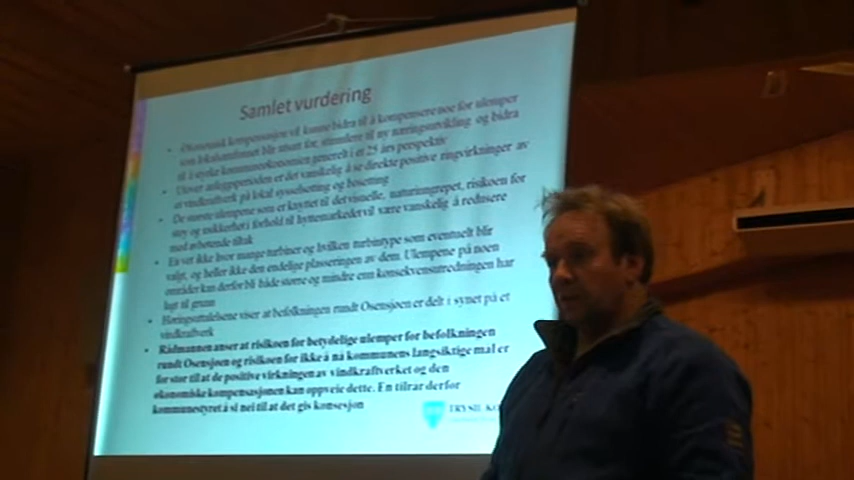 Samlet vurdering
Økonomisk kompensasjon vil kunne bidra til å kompensere noe for ulemper
som lokalsamfunnet blir utsatt for, stimulere til ny næringsutvikling og bidra
til å styrke kommuneøkonomien generelt i et 25 års perspektiv
Utover anleggsperioden er det vanskelig å se direkte positive ringvirkninger av
et vindkraftverk på lokal sysselsetting og bosetting
De største ulempene som er knyttet til det visuelle, naturinngrepet, risikoen for
støy og usikkerhet i forhold til hyttemarkedet vil være vanskelig å redusere
med avbøtende tiltak
En vet ikke hvor mange turbiner og hvilken turbintype som eventuelt blir
valgt, og heller ikke den endelige plasseringen av dem. Ulempene på noen
områder kan derfor bli både større og mindre enn konsekvensutredningen har
lagt til grunn
Høringsuttalelsene viser at befolkningen rundt Osensjøen er delt i synet på et
vindkraftverk
Rådmannen anser at risikoen for betydelige ulemper for befolkningen
rundt Osensjøen og risikoen for ikke å nå kommunens langsiktige mål er
for stor til at de positive virkningen av vindkraftverket og den
økonomiske kompensasjonen kan oppveie dette. En tilrår derfor
kommunestyret å si nei til at det gis konsesjon
TRYSIL KO